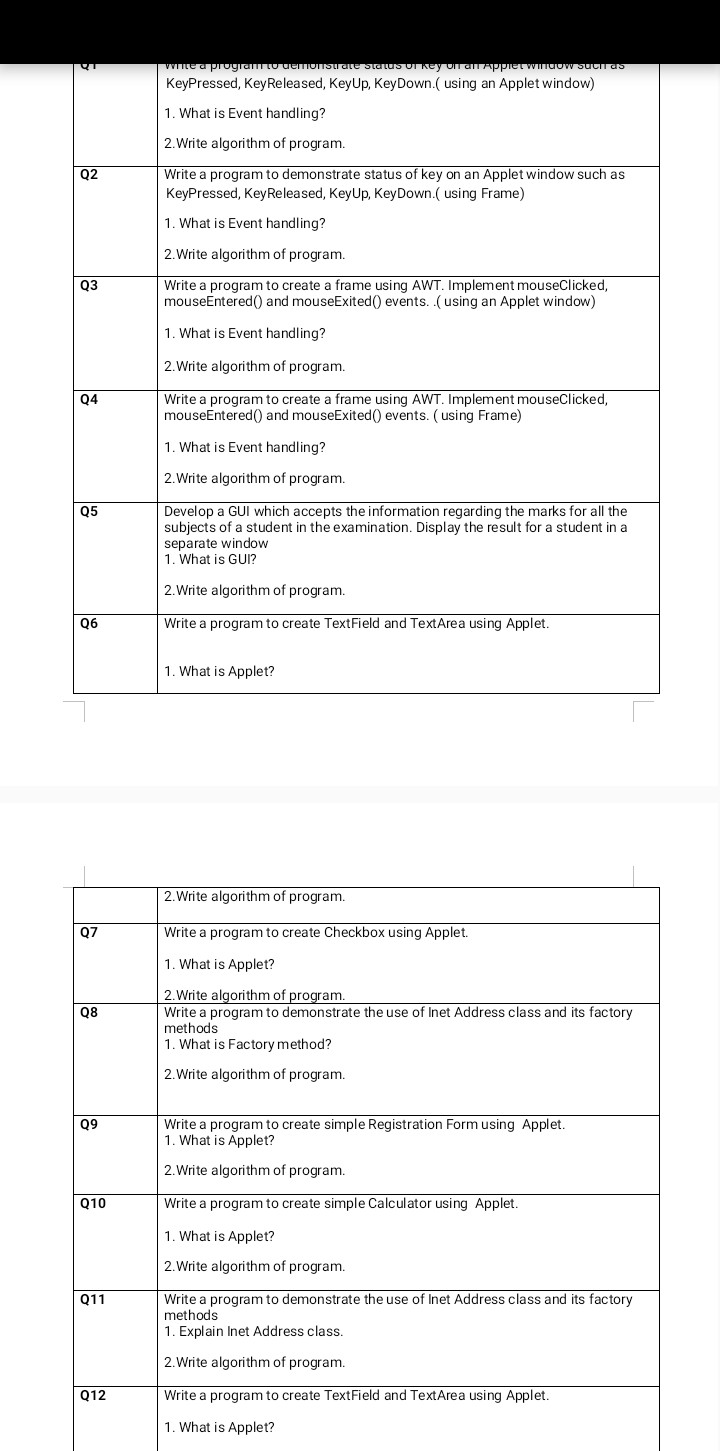 Q1 Write a program to demonstrate status of key on an Applet window such as
KeyPressed, KeyReleased, KeyUp, KeyDown.( using an Applet window)
1. What is Event handling?
2.Write algorithm of program.
Q2 Write a program to demonstrate status of key on an Applet window such as
KeyPressed, KeyReleased, KeyUp, KeyDown.( using Frame)
1. What is Event handling?
2.Write algorithm of program.
Q3 Write a program to create a frame using AWT. Implement mouseClicked,
mouseEntered() and mouseExited() events. .( using an Applet window)
1. What is Event handling?
2.Write algorithm of program.
Q4 Write a program to create a frame using AWT. Implement mouseClicked,
mouseEntered() and mouseExited() events. ( using Frame)
1. What is Event handling?
2.Write algorithm of program.
Q5 Develop a GUI which accepts the information regarding the marks for all the
subjects of a student in the examination. Display the result for a student in a
separate window
1. What is GUI?
2.Write algorithm of program.
Q6 Write a program to create TextField and TextArea using Applet.
1. What is Applet?
2.Write algorithm of program.
Q7 Write a program to create Checkbox using Applet.
1. What is Applet?
2.Write algorithm of program.
Q8 Write a program to demonstrate the use of Inet Address class and its factory
methods
1. What is Factory method?
2.Write algorithm of program.
Q9 Write a program to create simple Registration Form using  Applet.
1. What is Applet?
2.Write algorithm of program.
Q10 Write a program to create simple Calculator using  Applet.
1. What is Applet?
2.Write algorithm of program.
Q11 Write a program to demonstrate the use of Inet Address class and its factory
methods
1. Explain Inet Address class.
2.Write algorithm of program.
Q12 Write a program to create TextField and TextArea using Applet.
1. What is Applet?